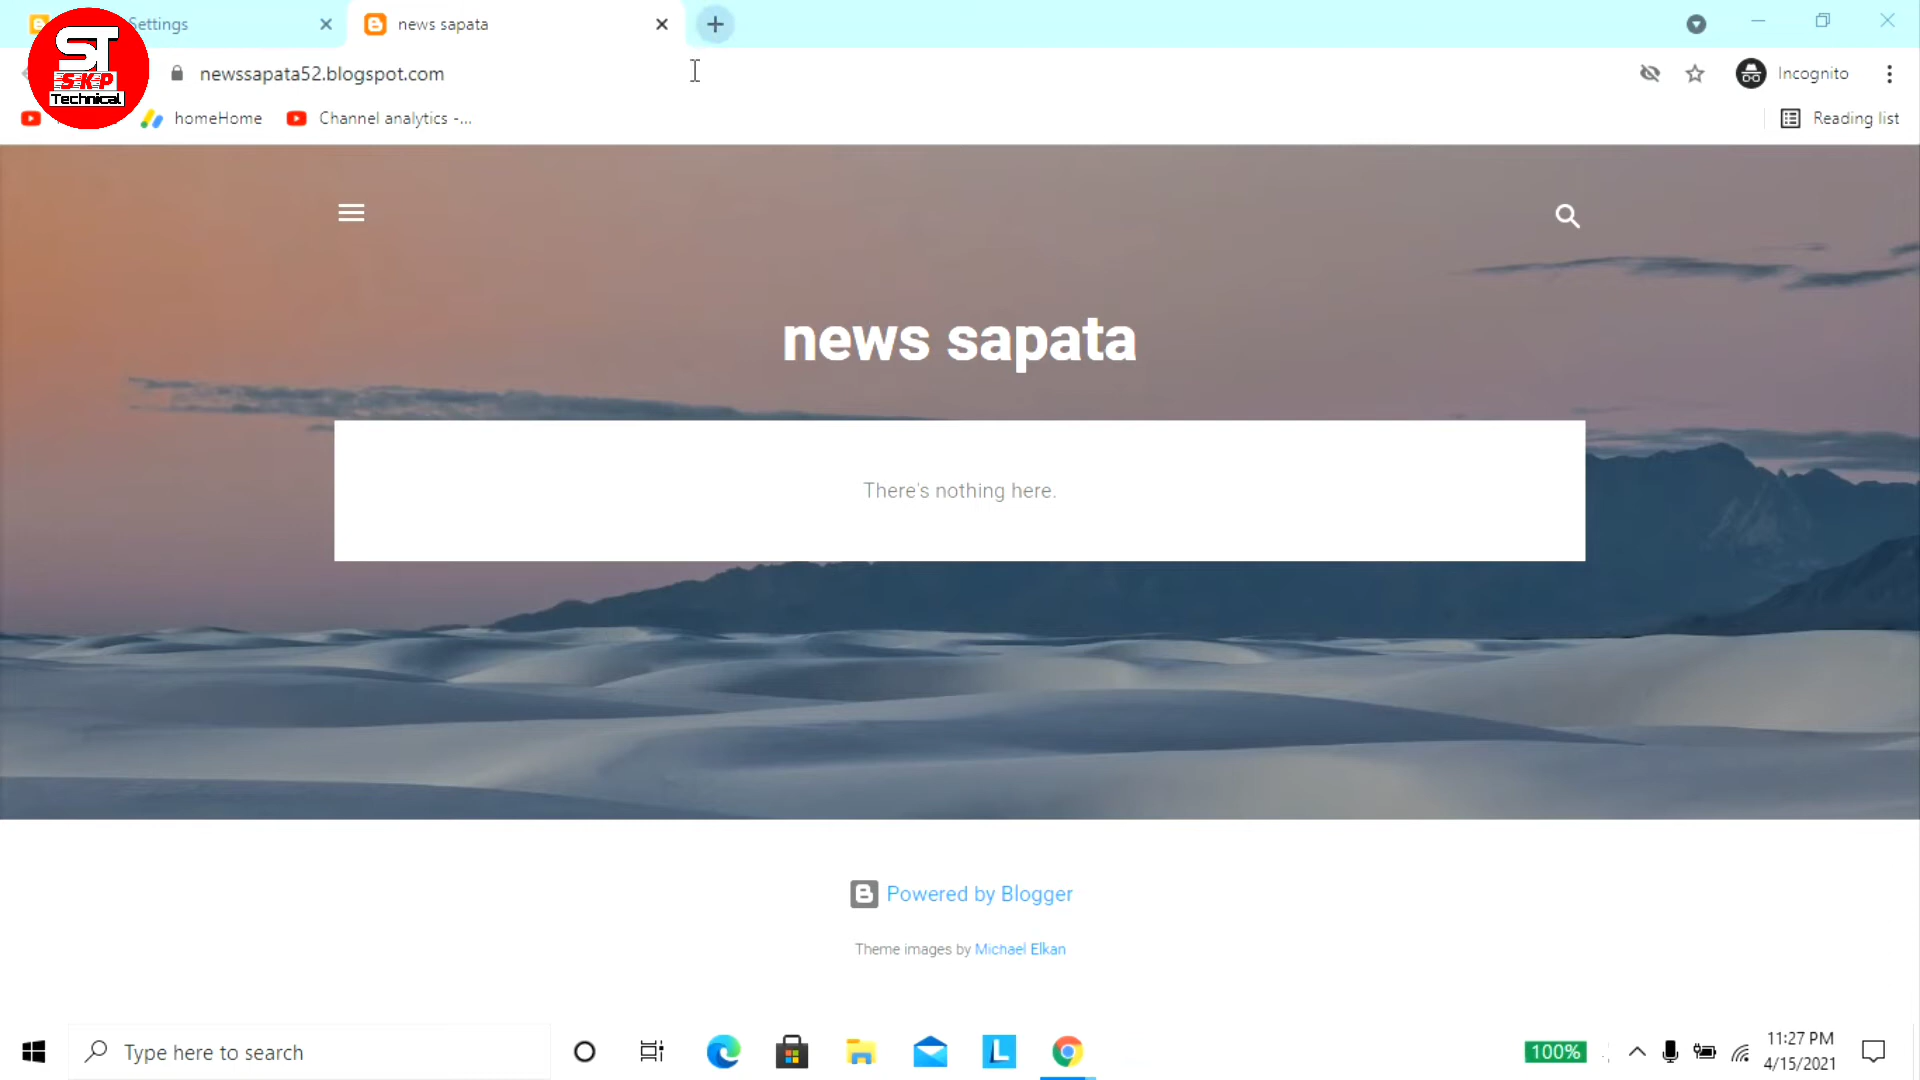 Settings
news sapata
ST
SKP
Technical
newssapata52.blogspot.com
Incognito
homeHome
Channel analytics -...
Reading list
news sapata
There's nothing here.
Powered by Blogger
Theme images by Michael Elkan
Type here to search
L
100%
11:27 PM
4/15/2021